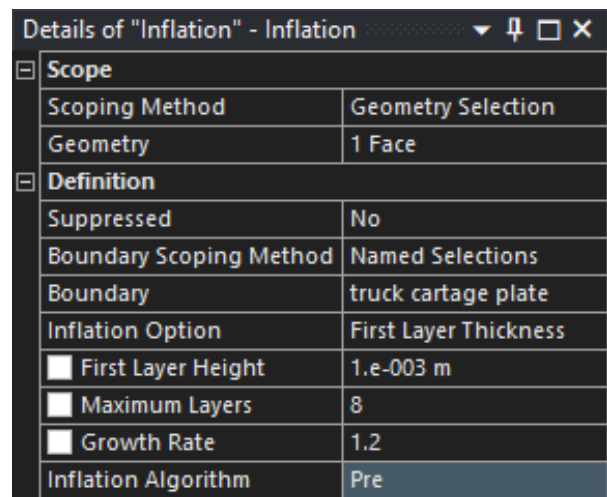 Details of "Inflation" - Inflation
Scope
Scoping Method Geometry Selection
Geometry 1 Face
Definition
Suppressed No
Boundary Scoping Method Named Selections
Boundary truck cartage plate
Inflation Option First Layer Thickness
First Layer Height 1.e-003 m
Maximum Layers 8
Growth Rate 1.2
Inflation Algorithm Pre